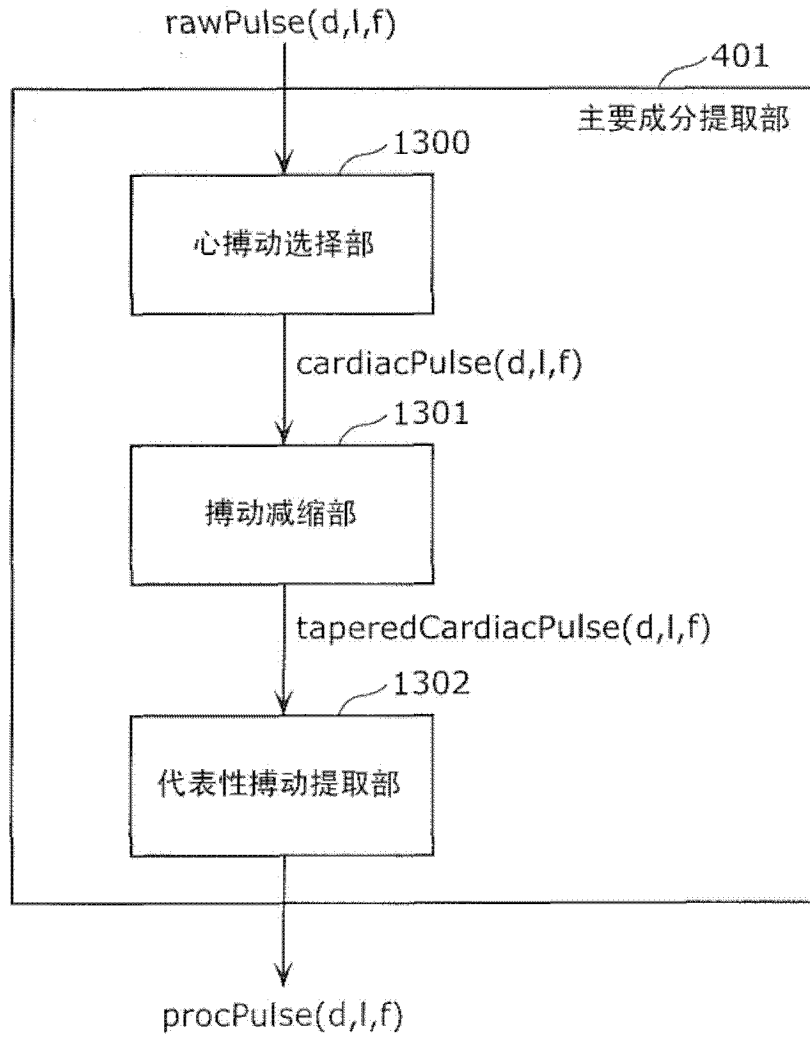 rawPulse(d,l,f)
401
主要成分提取部
1300
心搏动选择部
cardiacPulse(d,l,f)
1301
搏动减缩部
taperedCardiacPulse(d,l,f)
1302
代表性搏动提取部
procPulse(d,l,f)